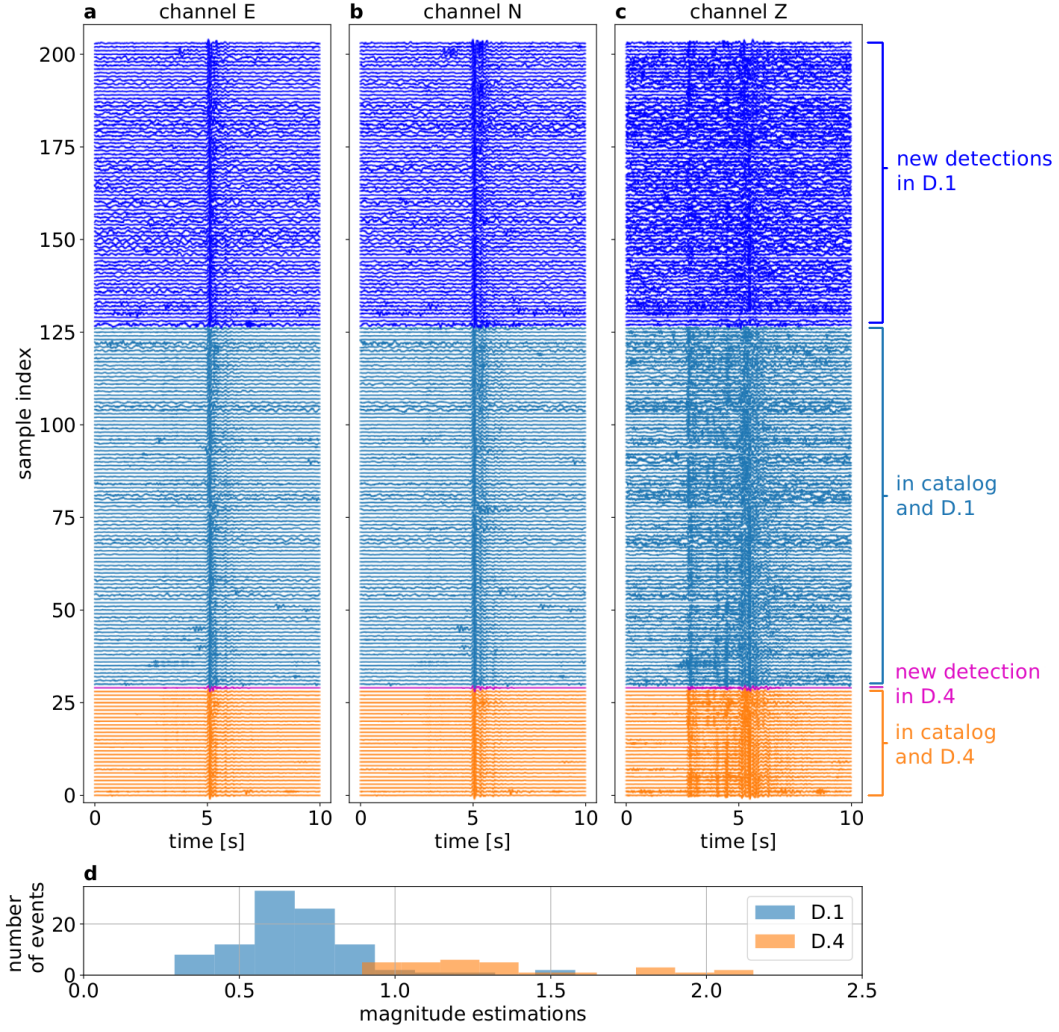 a channel E
b channel N
c channel Z
sample index
200
175
150
125
100
75
50
25
0
new detections
in D.1
in catalog
and D.1
new detection
in D.4
in catalog
and D.4
0 5 10
0 5 10
0 5 10
time [s]
time [s]
time [s]
d
number
of events
20
0
D.1
D.4
0.0 0.5 1.0 1.5 2.0 2.5
magnitude estimations